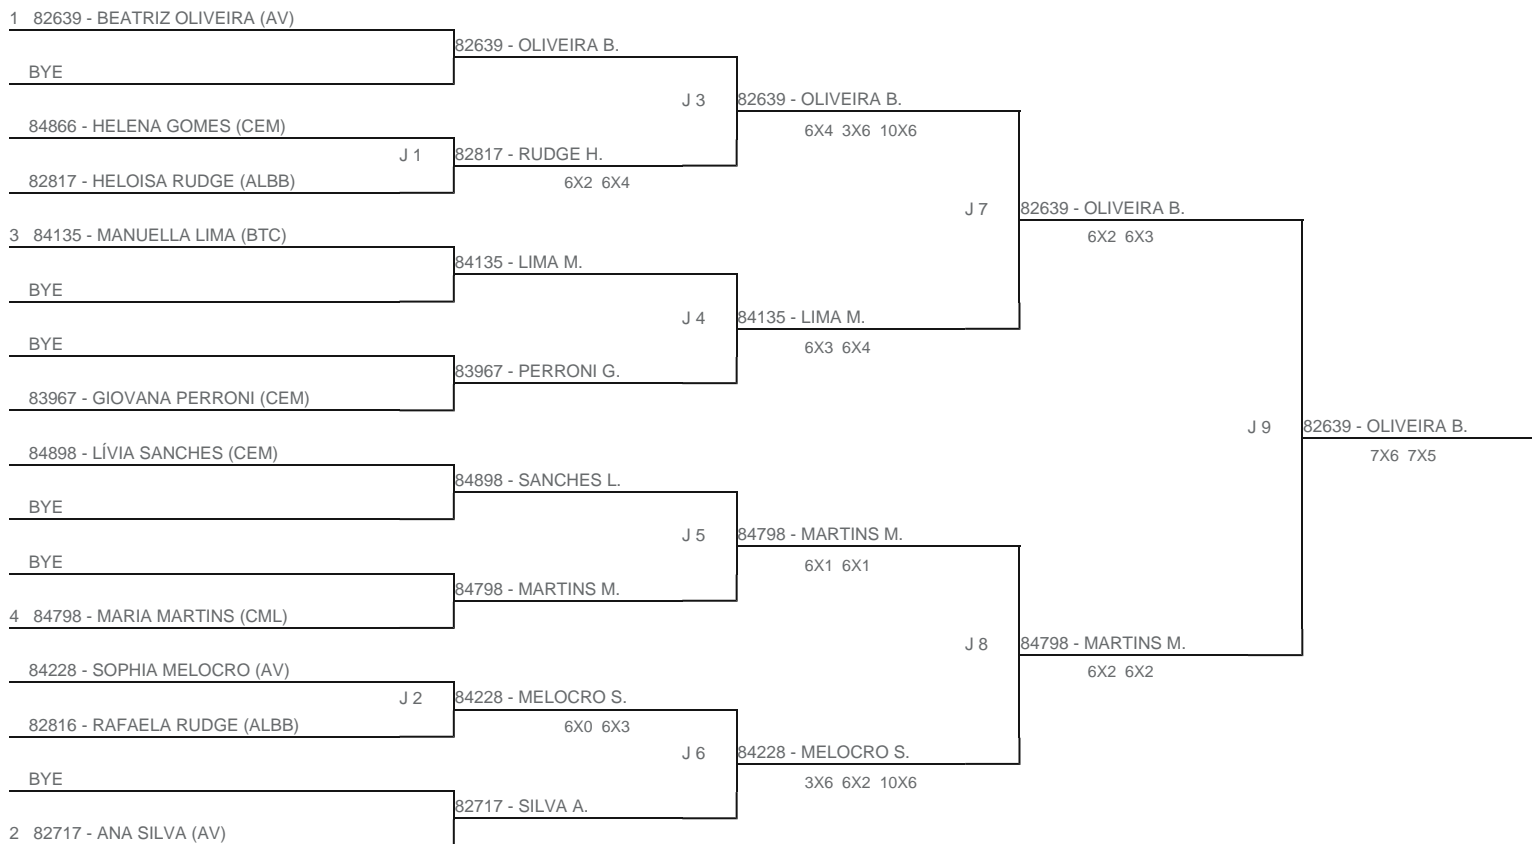 1 82639 - BEATRIZ OLIVEIRA (AV)
82639 - OLIVEIRA B.
BYE
J 3 82639 - OLIVEIRA B.
84866 - HELENA GOMES (CEM)
6X4 3X6 10X6
J 1 82817 - RUDGE H.
82817 - HELOISA RUDGE (ALBB)
6X2 6X4
J 7 82639 - OLIVEIRA B.
3 84135 - MANUELLA LIMA (BTC)
6X2 6X3
84135 - LIMA M.
BYE
J 4 84135 - LIMA M.
BYE
6X3 6X4
83967 - PERRONI G.
83967 - GIOVANA PERRONI (CEM)
J 9 82639 - OLIVEIRA B.
84898 - LÍVIA SANCHES (CEM)
7X6 7X5
84898 - SANCHES L.
BYE
J 5 84798 - MARTINS M.
BYE
6X1 6X1
84798 - MARTINS M.
4 84798 - MARIA MARTINS (CML)
J 8 84798 - MARTINS M.
84228 - SOPHIA MELOCRO (AV)
6X2 6X2
J 2 84228 - MELOCRO S.
82816 - RAFAELA RUDGE (ALBB)
6X0 6X3
J 6 84228 - MELOCRO S.
BYE
3X6 6X2 10X6
82717 - SILVA A.
2 82717 - ANA SILVA (AV)